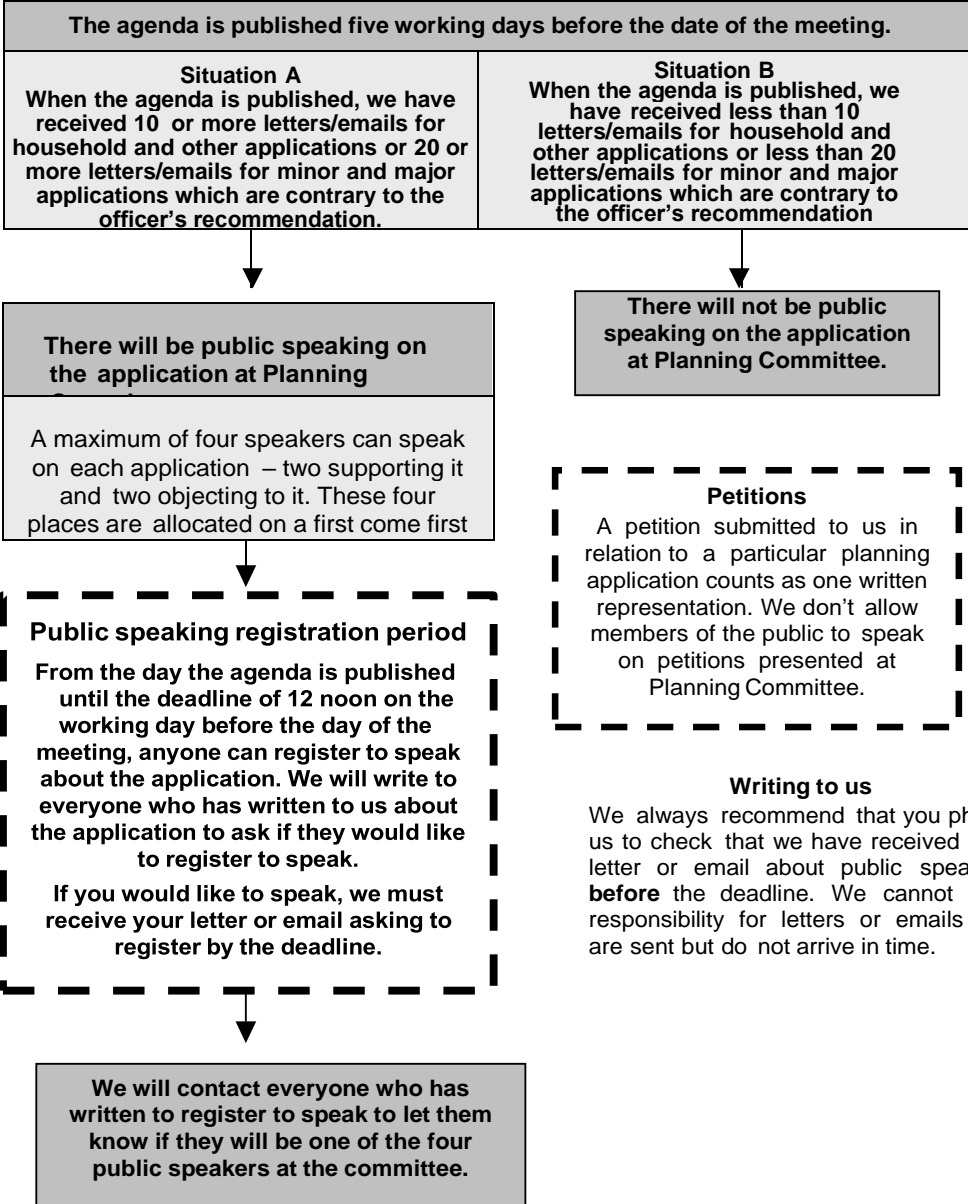 The agenda is published five working days before the date of the meeting.
Situation A
When the agenda is published, we have
received 10 or more letters/emails for
household and other applications or 20 or
more letters/emails for minor and major
applications which are contrary to the
officer's recommendation.
Situation B
When the agenda is published, we
have received less than 10
letters/emails for household and
other applications or less than 20
letters/emails for minor and major
applications which are contrary to
the officer's recommendation
There will be public speaking on
the application at Planning
A maximum of four speakers can speak
on each application – two supporting it
and two objecting to it. These four
places are allocated on a first come first
Public speaking registration period
From the day the agenda is published
until the deadline of 12 noon on the
working day before the day of the
meeting, anyone can register to speak
about the application. We will write to
everyone who has written to us about
the application to ask if they would like
to register to speak.
If you would like to speak, we must
receive your letter or email asking to
register by the deadline.
We will contact everyone who has
written to register to speak to let them
know if they will be one of the four
public speakers at the committee.
There will not be public
speaking on the application
at Planning Committee.
Petitions
A petition submitted to us in
relation to a particular planning
application counts as one written
representation. We don't allow
members of the public to speak
on petitions presented at
Planning Committee.
Writing to us
We always recommend that you ph
us to check that we have received
letter or email about public spea
before the deadline. We cannot
responsibility for letters or emails
are sent but do not arrive in time.